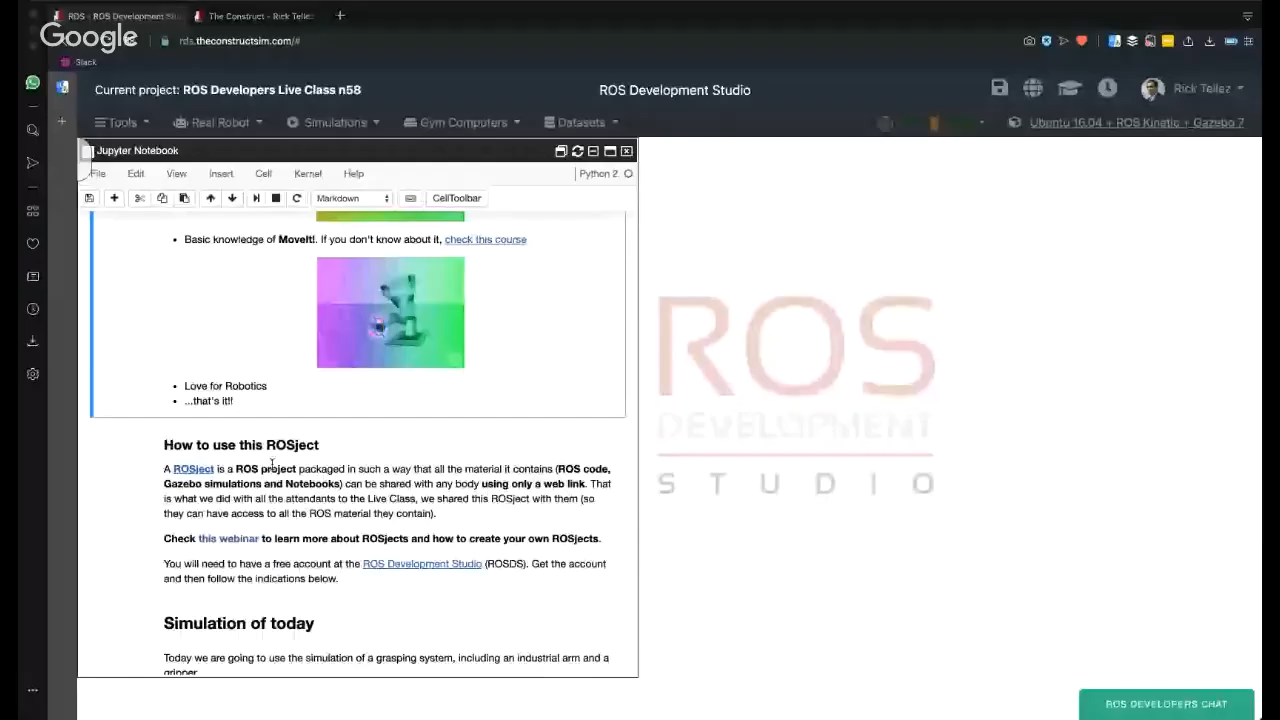 RDS - ROS Development St
The Construct - Rick Tellez
Google
rds.theconstructsim.com/#
Slack
Current project: ROS Developers Live Class n58
ROS Development Studio
Rick Tellez
Tools
Real Robot
Simulations
Gym Computers
Datasets
Ubuntu 16.04 + ROS Kinetic + Gazebo 7
Jupyter Notebook
File Edit View Insert Cell Kernel Help
Python 2
Markdown
CellToolbar
• Basic knowledge of MoveIt!. If you don't know about it, check this course
• Love for Robotics
• ...that's it!!
How to use this ROSject
A ROSject is a ROS project packaged in such a way that all the material it contains (ROS code,
Gazebo simulations and Notebooks) can be shared with any body using only a web link. That
is what we did with all the attendants to the Live Class, we shared this ROSject with them (so
they can have access to all the ROS material they contain).
Check this webinar to learn more about ROSjects and how to create your own ROSjects.
You will need to have a free account at the ROS Development Studio (ROSDS). Get the account
and then follow the indications below.
Simulation of today
Today we are going to use the simulation of a grasping system, including an industrial arm and a
gripper
ROS
DEVELOPMENT
STUDIO
ROS DEVELOPERS CHAT